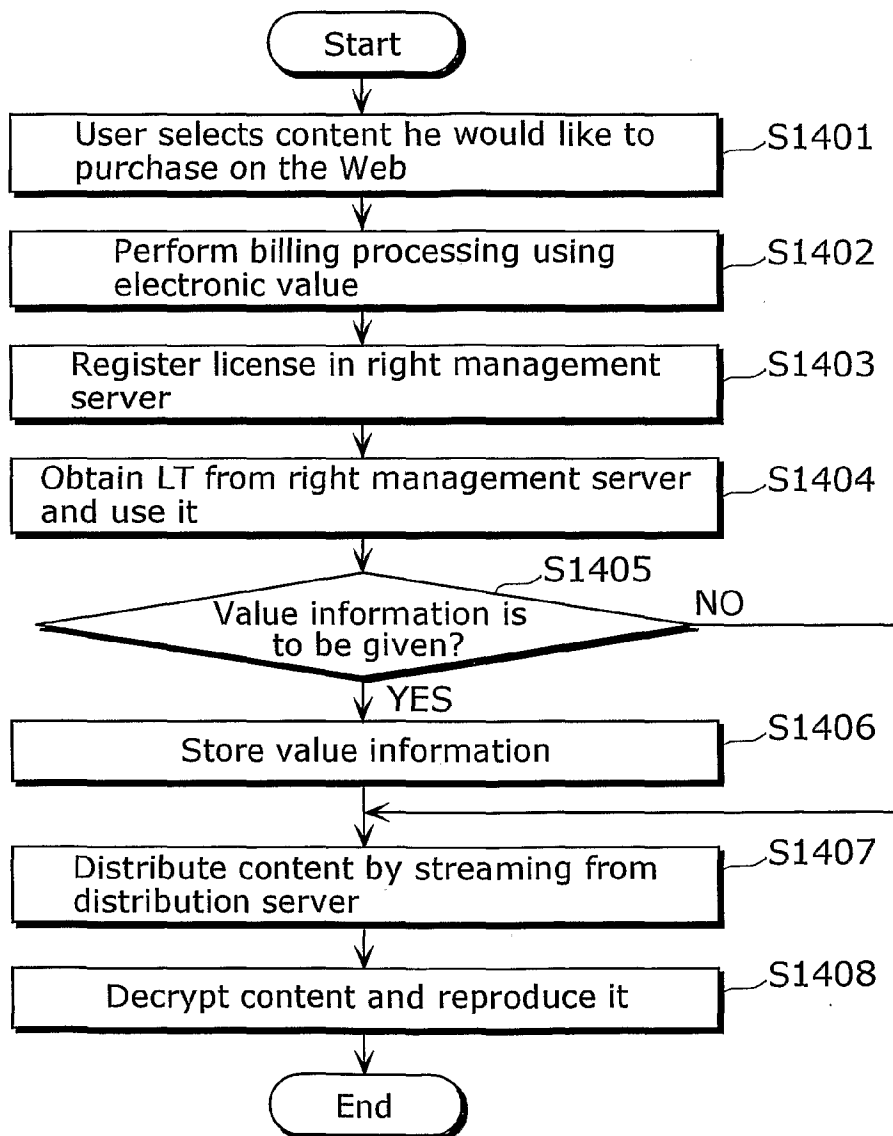 Start
User selects content he would like to
purchase on the Web
S1401
Perform billing processing using
electronic value
S1402
Register license in right management
server
S1403
Obtain LT from right management server
and use it
S1404
S1405
Value information is
to be given?
NO
YES
Store value information
S1406
Distribute content by streaming from
distribution server
S1407
Decrypt content and reproduce it
S1408
End